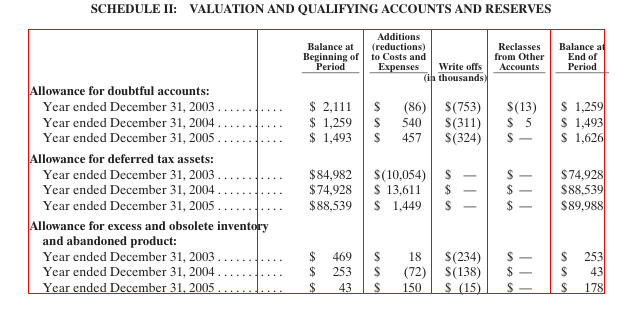 SCHEDULE II: VALUATION AND QUALIFYING ACCOUNTS AND RESERVES
Additions
Balance at (reductions) Reclasses Balance at
Beginning of to Costs and from Other End of
Period Expenses Write offs Accounts Period
(in thousands)
Allowance for doubtful accounts:
Year ended December 31, 2003 . . . . . . . . . . . $ 2,111 $ (86) $(753) $(13) $ 1,259
Year ended December 31, 2004 . . . . . . . . . . . $ 1,259 $ 540 $(311) $ 5 $ 1,493
Year ended December 31, 2005 . . . . . . . . . . . $ 1,493 $ 457 $(324) $ — $ 1,626
Allowance for deferred tax assets:
Year ended December 31, 2003 . . . . . . . . . . . $84,982 $(10,054) $ — $ — $74,928
Year ended December 31, 2004 . . . . . . . . . . . $74,928 $ 13,611 $ — $ — $88,539
Year ended December 31, 2005 . . . . . . . . . . . $88,539 $ 1,449 $ — $ — $89,988
Allowance for excess and obsolete inventory
and abandoned product:
Year ended December 31, 2003 . . . . . . . . . . . $ 469 $ 18 $(234) $ — $ 253
Year ended December 31, 2004 . . . . . . . . . . . $ 253 $ (72) $(138) $ — $ 43
Year ended December 31, 2005 . . . . . . . . . . . $ 43 $ 150 $ (15) $ — $ 178